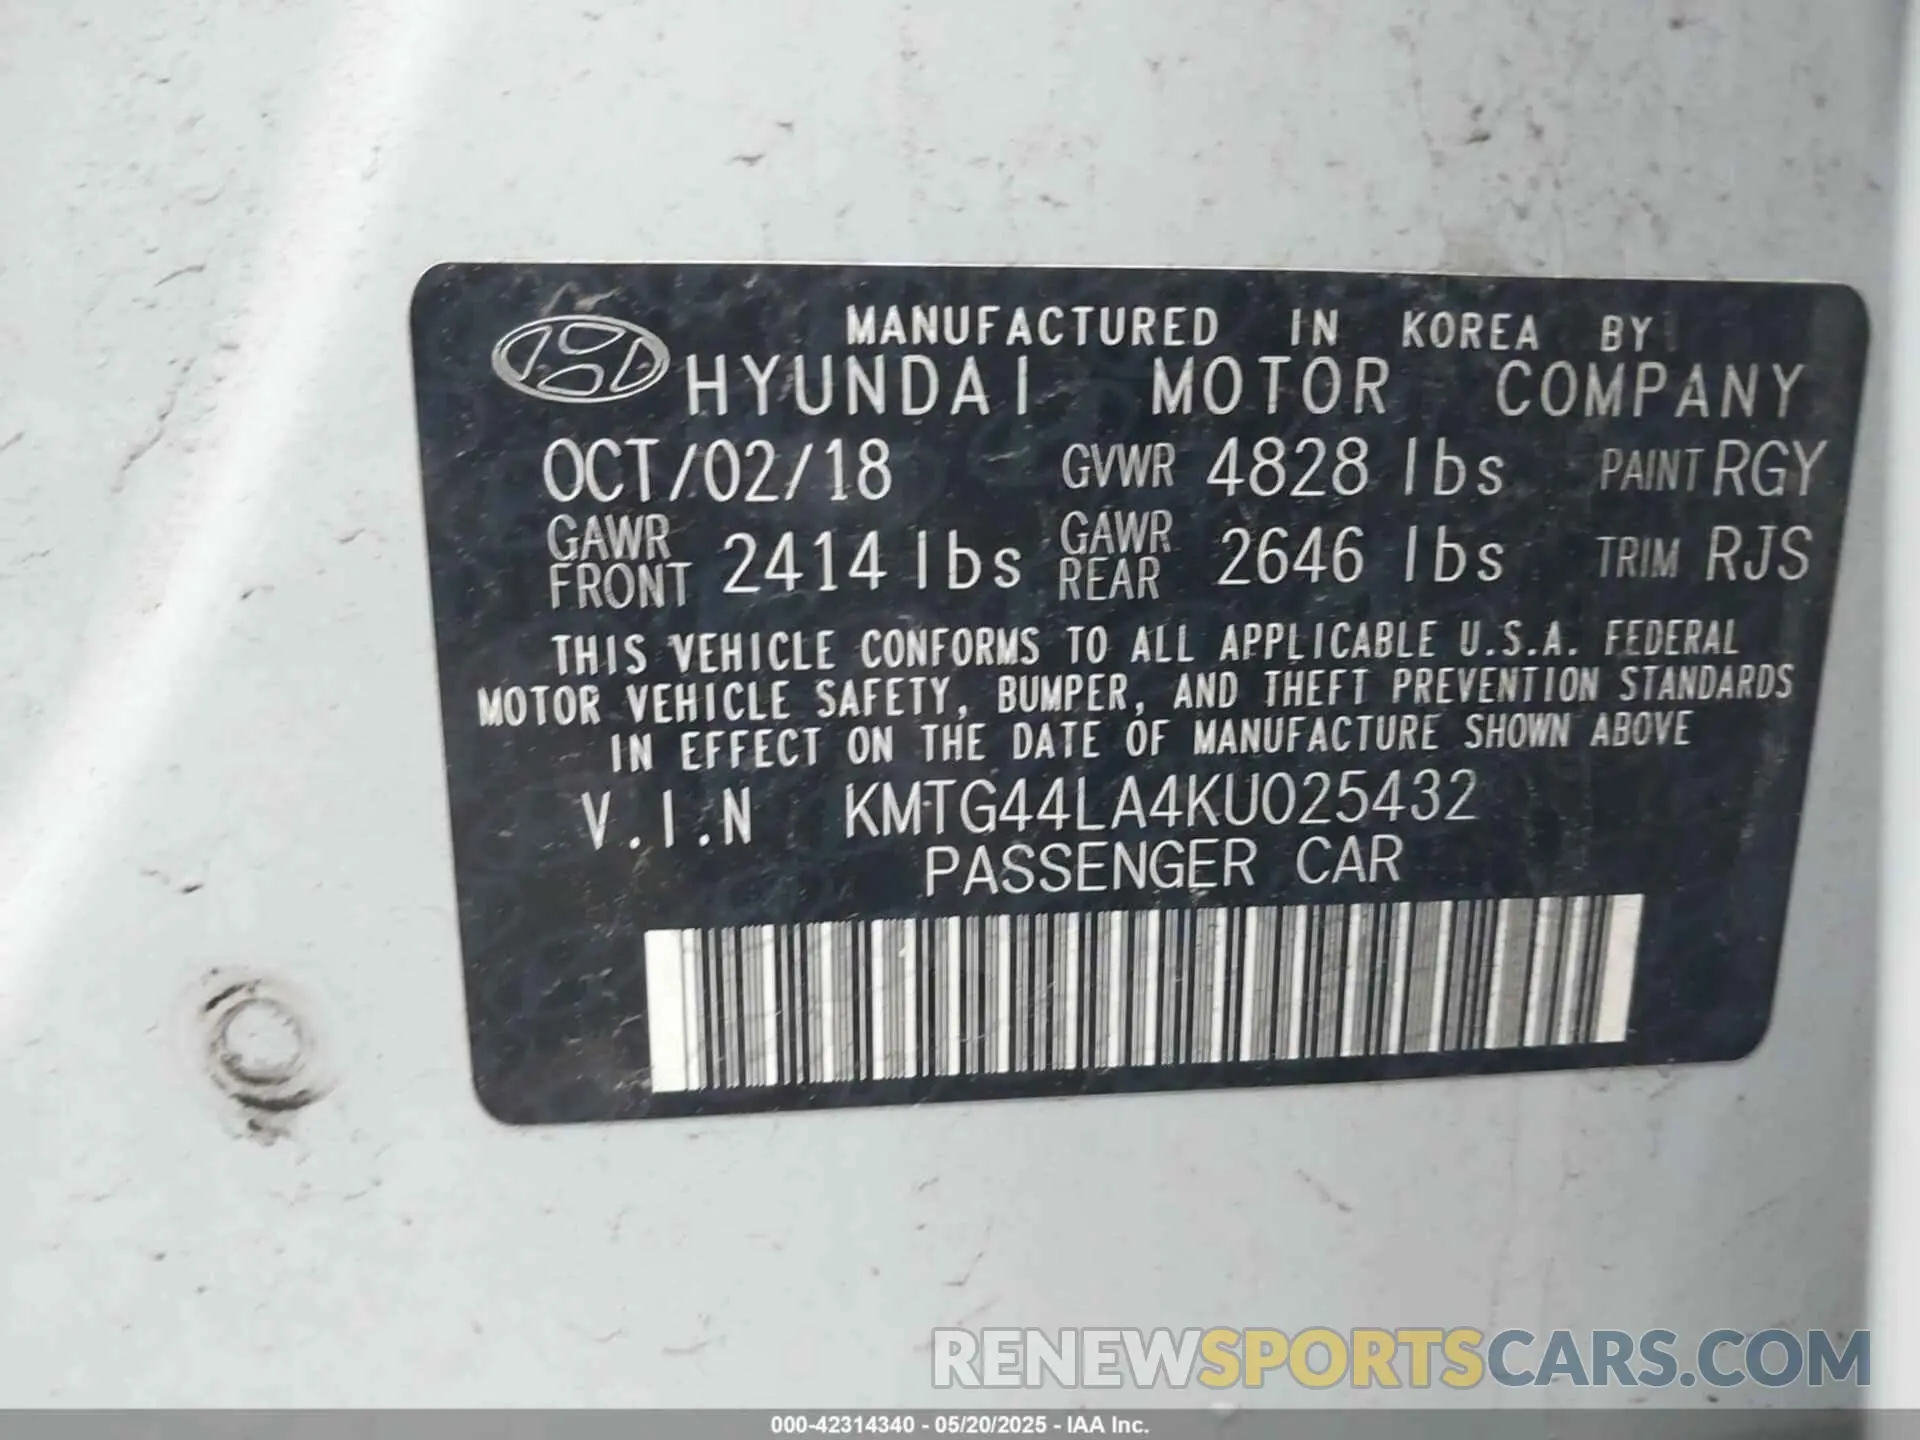 MANUFACTURED IN KOREA BY
HYUNDAI MOTOR COMPANY
OCT/02/18 GVWR 4828 lbs PAINT RGY
GAWR FRONT 2414 lbs GAWR REAR 2646 lbs TRIM RJS
THIS VEHICLE CONFORMS TO ALL APPLICABLE U.S.A. FEDERAL
MOTOR VEHICLE SAFETY, BUMPER, AND THEFT PREVENTION STANDARDS
IN EFFECT ON THE DATE OF MANUFACTURE SHOWN ABOVE
V.I.N KMTG44LA4KU025432
PASSENGER CAR
RENEWSPORTSCARS.COM
000-42314340 - 05/20/2025 - IAA Inc.